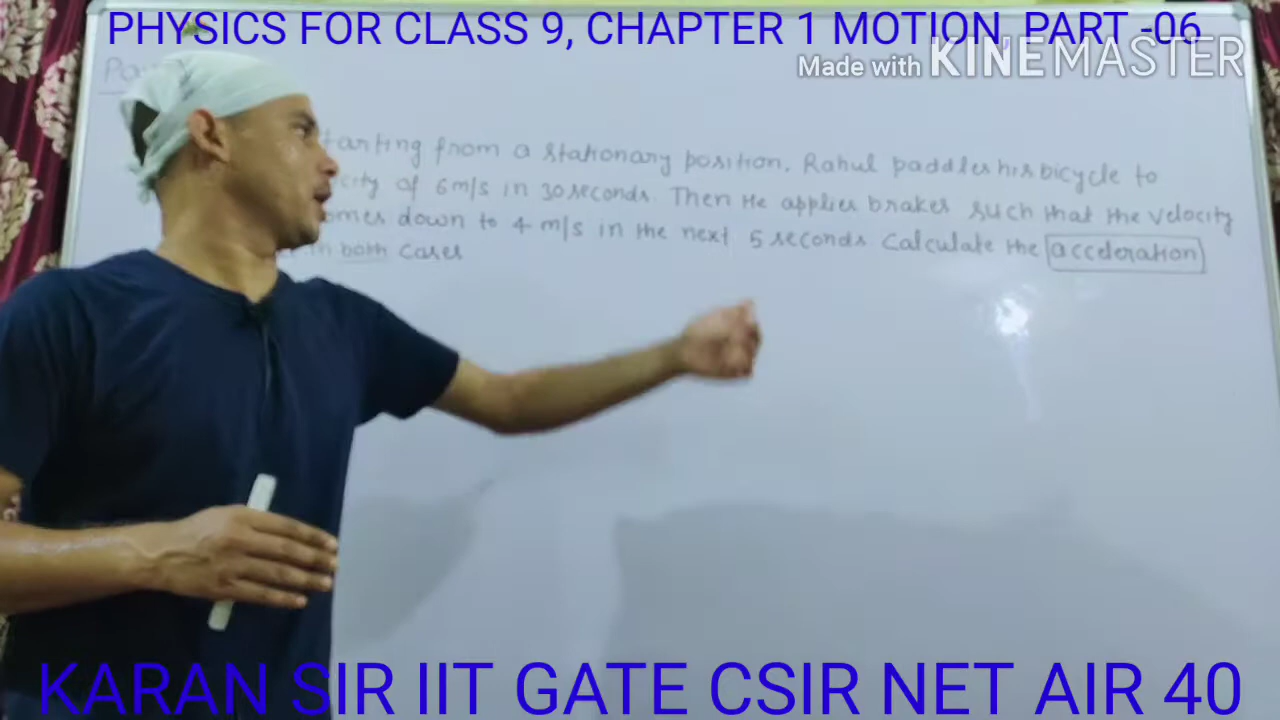 PHYSICS FOR CLASS 9, CHAPTER 1 MOTION, PART -06
Made with KINEMASTER
tarting from a stationary position, Rahul paddles his bicycle to
city of 6m/s in 30 seconds. Then He applies brakes such that the velocity
omes down to 4 m/s in the next 5 seconds Calculate the acceleration
in both cases
KARAN SIR IIT GATE CSIR NET AIR 40